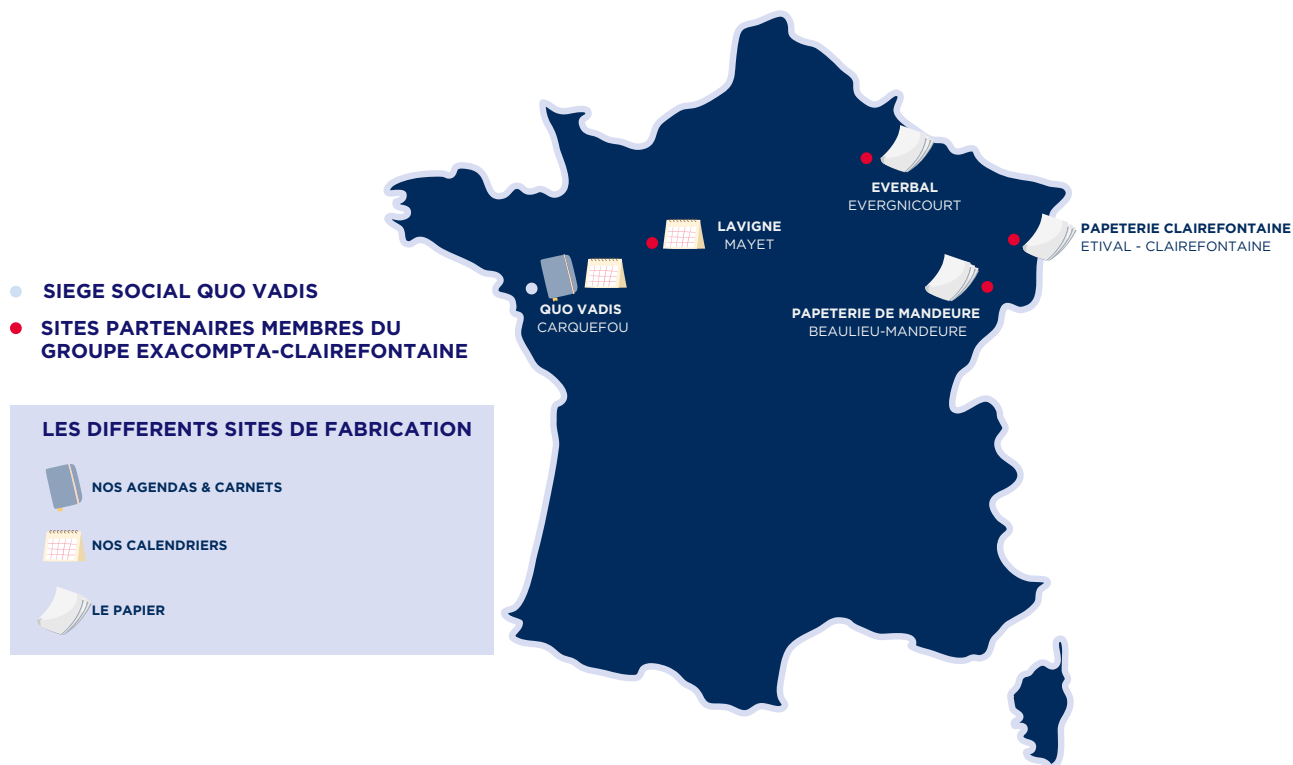 EVERBAL
EVERGNICOURT
LAVIGNE
MAYET
PAPETERIE CLAIREFONTAINE
ETIVAL - CLAIREFONTAINE
QUO VADIS
CARQUEFOU
PAPETERIE DE MANDEURE
BEAULIEU-MANDEURE
SIEGE SOCIAL QUO VADIS
SITES PARTENAIRES MEMBRES DU
GROUPE EXACOMPTA-CLAIREFONTAINE
LES DIFFERENTS SITES DE FABRICATION
NOS AGENDAS & CARNETS
NOS CALENDRIERS
LE PAPIER